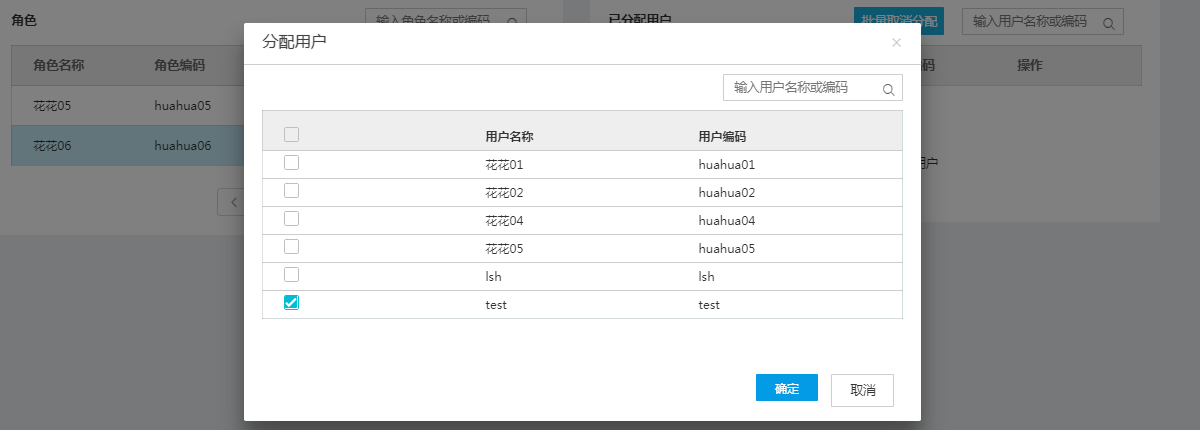 角色
输入角色名称或编码
已分配用户
批量取消分配
输入用户名称或编码
角色名称
角色编码
码
操作
花花05
huahua05
花花06
huahua06
用户
分配用户
输入用户名称或编码
用户名称
用户编码
花花01
huahua01
花花02
huahua02
花花04
huahua04
花花05
huahua05
lsh
lsh
test
test
确定
取消